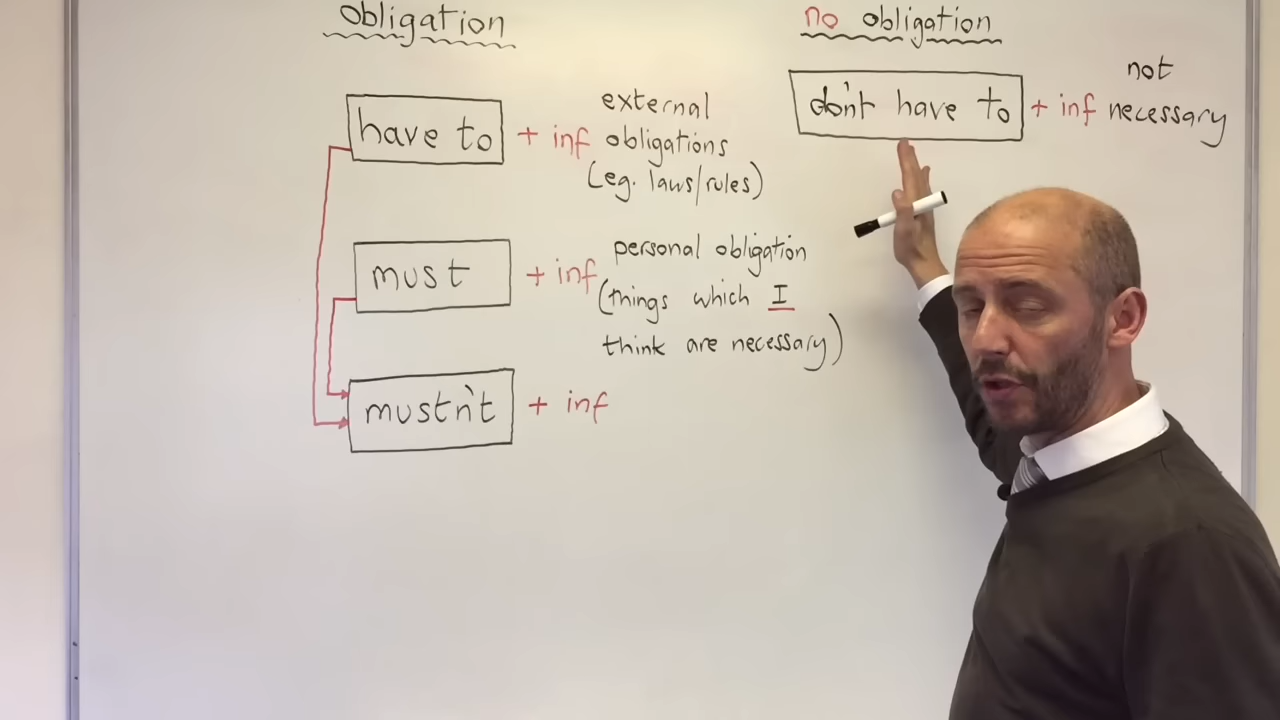 obligation
have to + inf external
obligations
(eg. laws/rules)
must + inf personal obligation
(things which I
think are necessary)
mustn't + inf
no obligation
don't have to + inf not
necessary